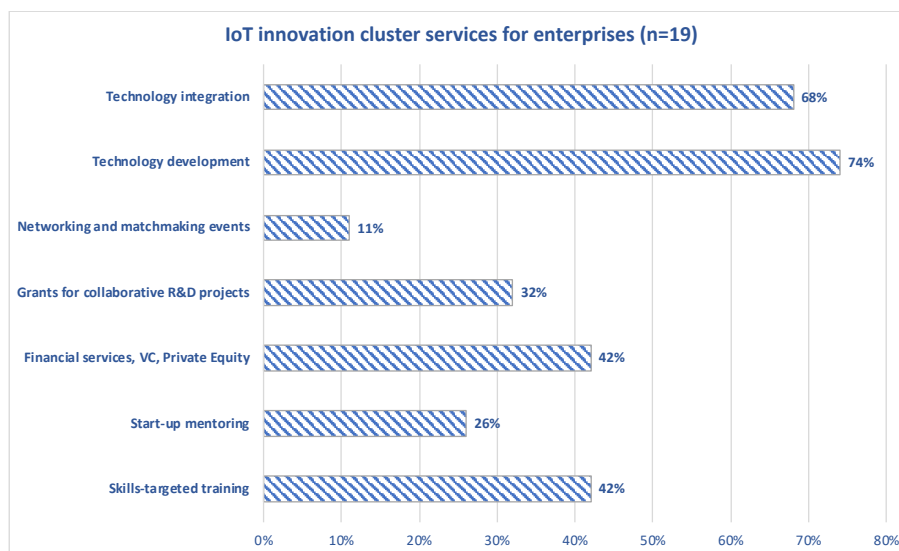 IoT innovation cluster services for enterprises (n=19)
Technology integration
68%
Technology development
74%
Networking and matchmaking events
11%
Grants for collaborative R&D projects
32%
Financial services, VC, Private Equity
42%
Start-up mentoring
26%
Skills-targeted training
42%
0% 10% 20% 30% 40% 50% 60% 70% 80%